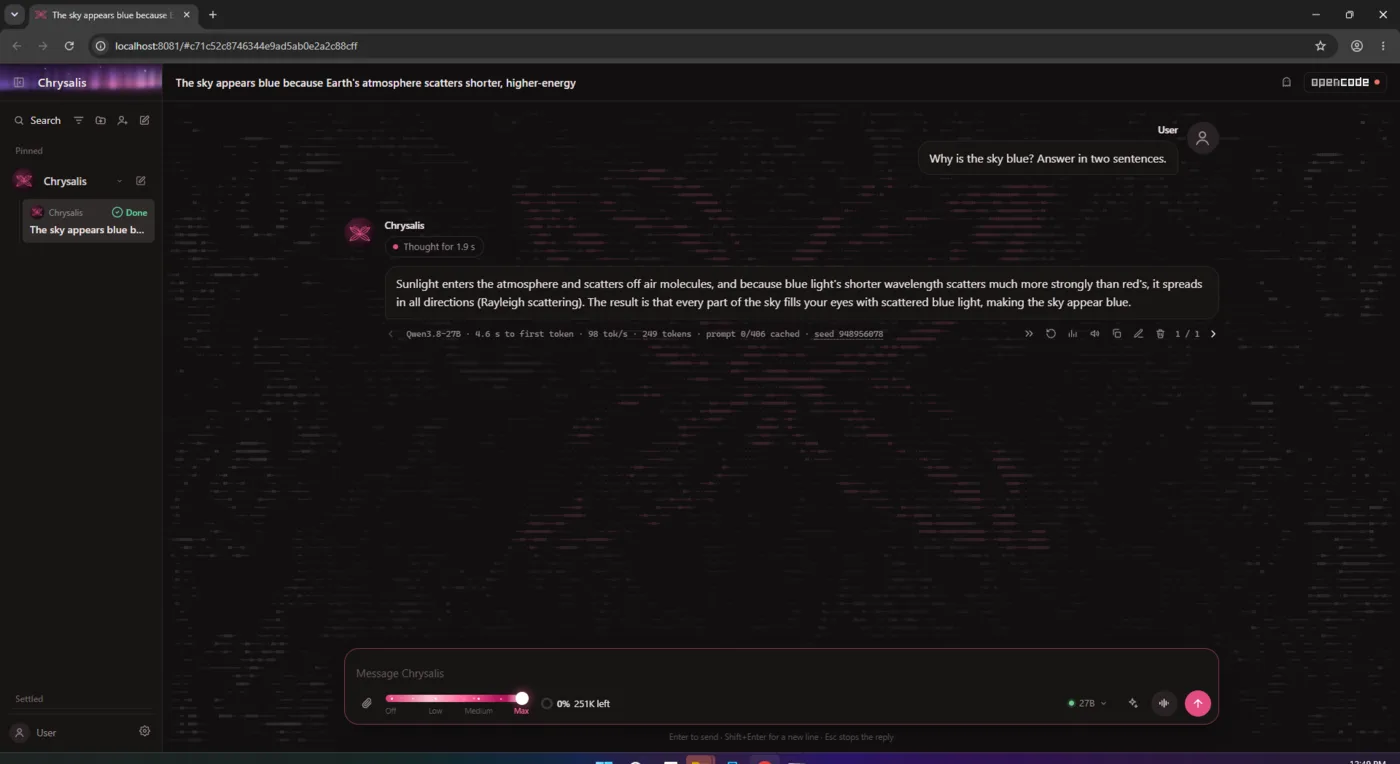 The sky appears blue because t
localhost:8081/#c71c52c8746344e9ad5ab0e2a2c88cff
Chrysalis
The sky appears blue because Earth's atmosphere scatters shorter, higher-energy
opencode
Search
Pinned
Chrysalis
Chrysalis
Done
The sky appears blue b...
User
Why is the sky blue? Answer in two sentences.
Chrysalis
Thought for 1.9 s
Sunlight enters the atmosphere and scatters off air molecules, and because blue light's shorter wavelength scatters much more strongly than red's, it spreads
in all directions (Rayleigh scattering). The result is that every part of the sky fills your eyes with scattered blue light, making the sky appear blue.
Qwen3.8-27B · 4.6 s to first token · 98 tok/s · 249 tokens · prompt 0/406 cached · seed 948956078
1 / 1
Message Chrysalis
Off Low Medium Max
0% 251K left
27B
Enter to send · Shift+Enter for a new line · Esc stops the reply
Settled
User